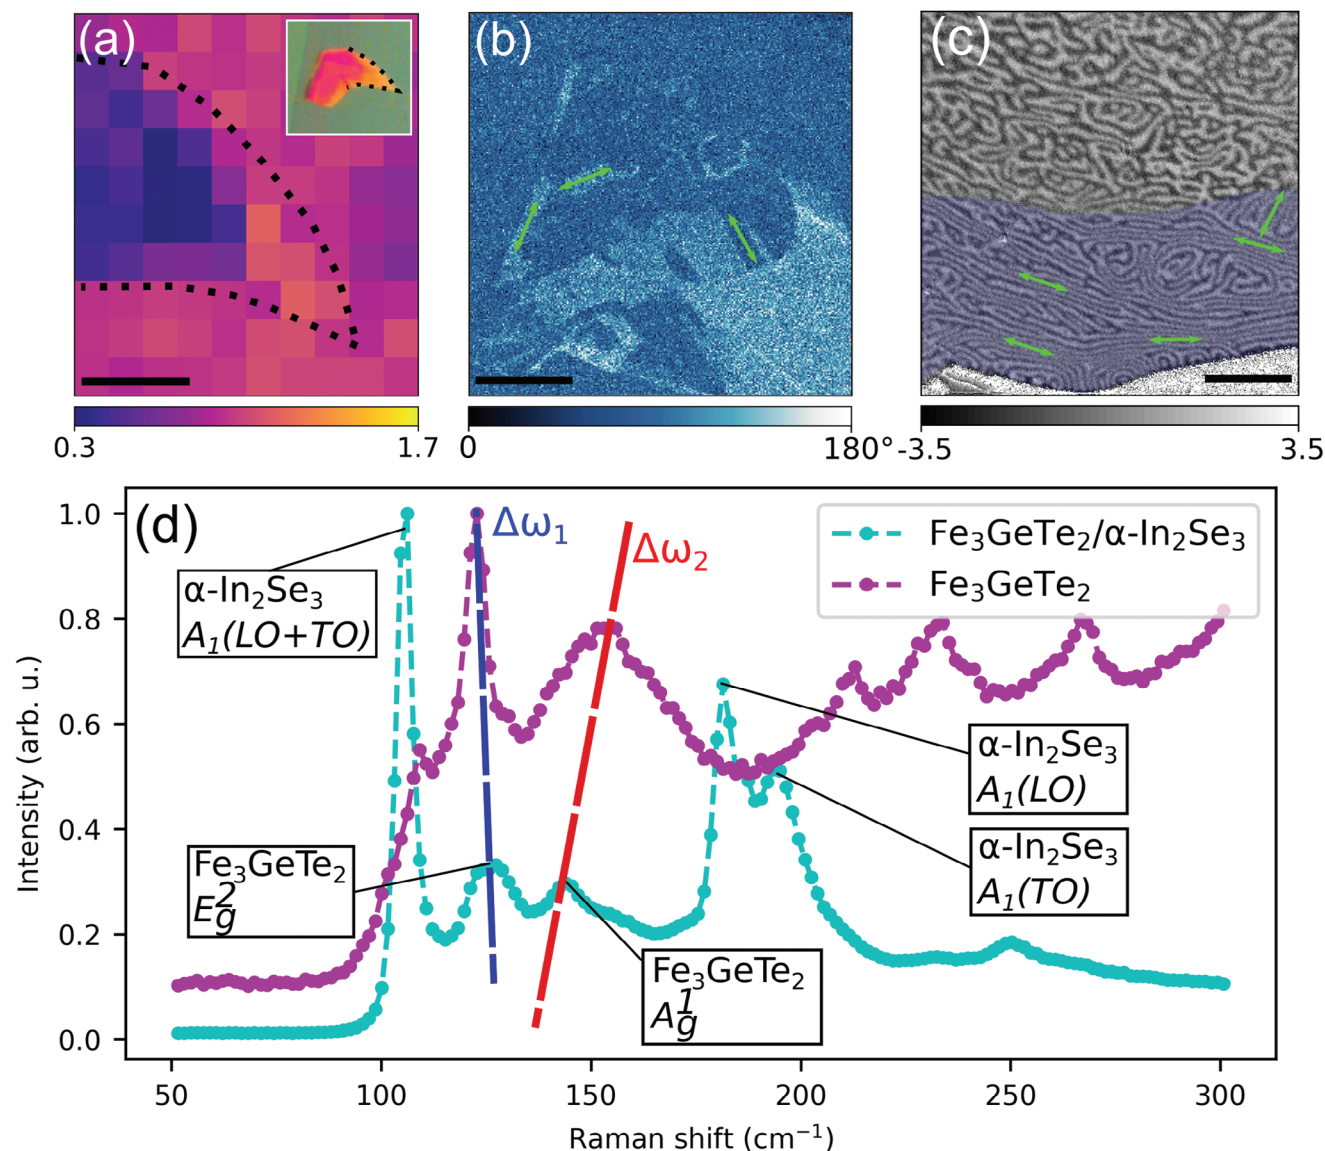 (a)
(b)
(c)
0.3
1.7
0
180°
-3.5
3.5
(d)
Δω₁
Δω₂
Fe₃GeTe₂/α-In₂Se₃
Fe₃GeTe₂
α-In₂Se₃
A₁(LO+TO)
Fe₃GeTe₂
E²g
Fe₃GeTe₂
A¹g
α-In₂Se₃
A₁(LO)
α-In₂Se₃
A₁(TO)
Intensity (arb. u.)
1.0
0.8
0.6
0.4
0.2
0.0
50
100
150
200
250
300
Raman shift (cm⁻¹)